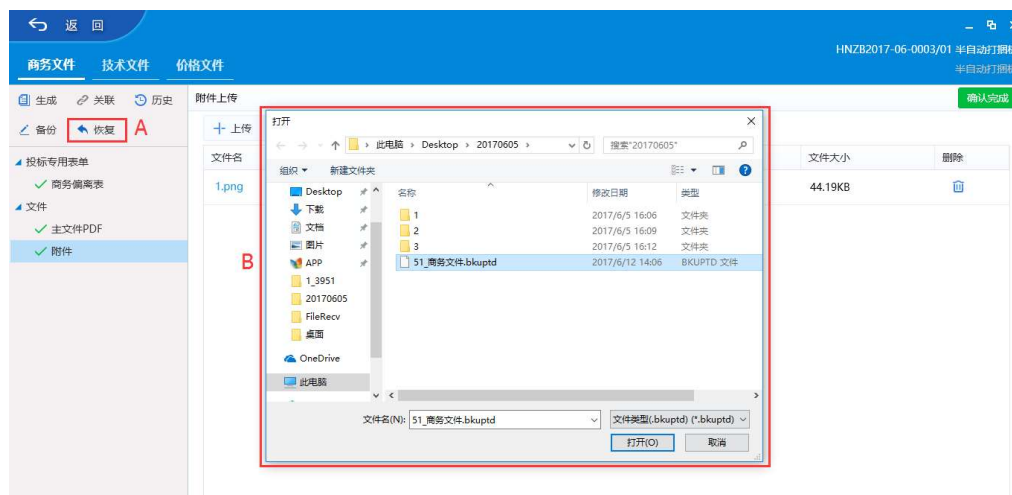 返 回
HNZB2017-06-0003/01 半自动打捆
商务文件 技术文件 价格文件
半自动打捆
生成 关联 历史
附件上传
确认完成
备份 恢复 A
上传
投标专用表单
商务偏离表
文件
主文件PDF
附件
文件名 文件大小 删除
1.png 44.19KB
B
打开
此电脑 › Desktop › 20170605 ›
搜索"20170605"
组织 新建文件夹
Desktop
下载
文档
图片
APP
1_3951
20170605
FileRecv
桌面
OneDrive
此电脑
名称 修改日期 类型
1 2017/6/5 16:06 文件夹
2 2017/6/5 16:09 文件夹
3 2017/6/5 16:12 文件夹
51_商务文件.bkuptd 2017/6/12 14:06 BKUPTD 文件
文件名(N): 51_商务文件.bkuptd 文件类型(.bkuptd) (*.bkuptd)
打开(O) 取消